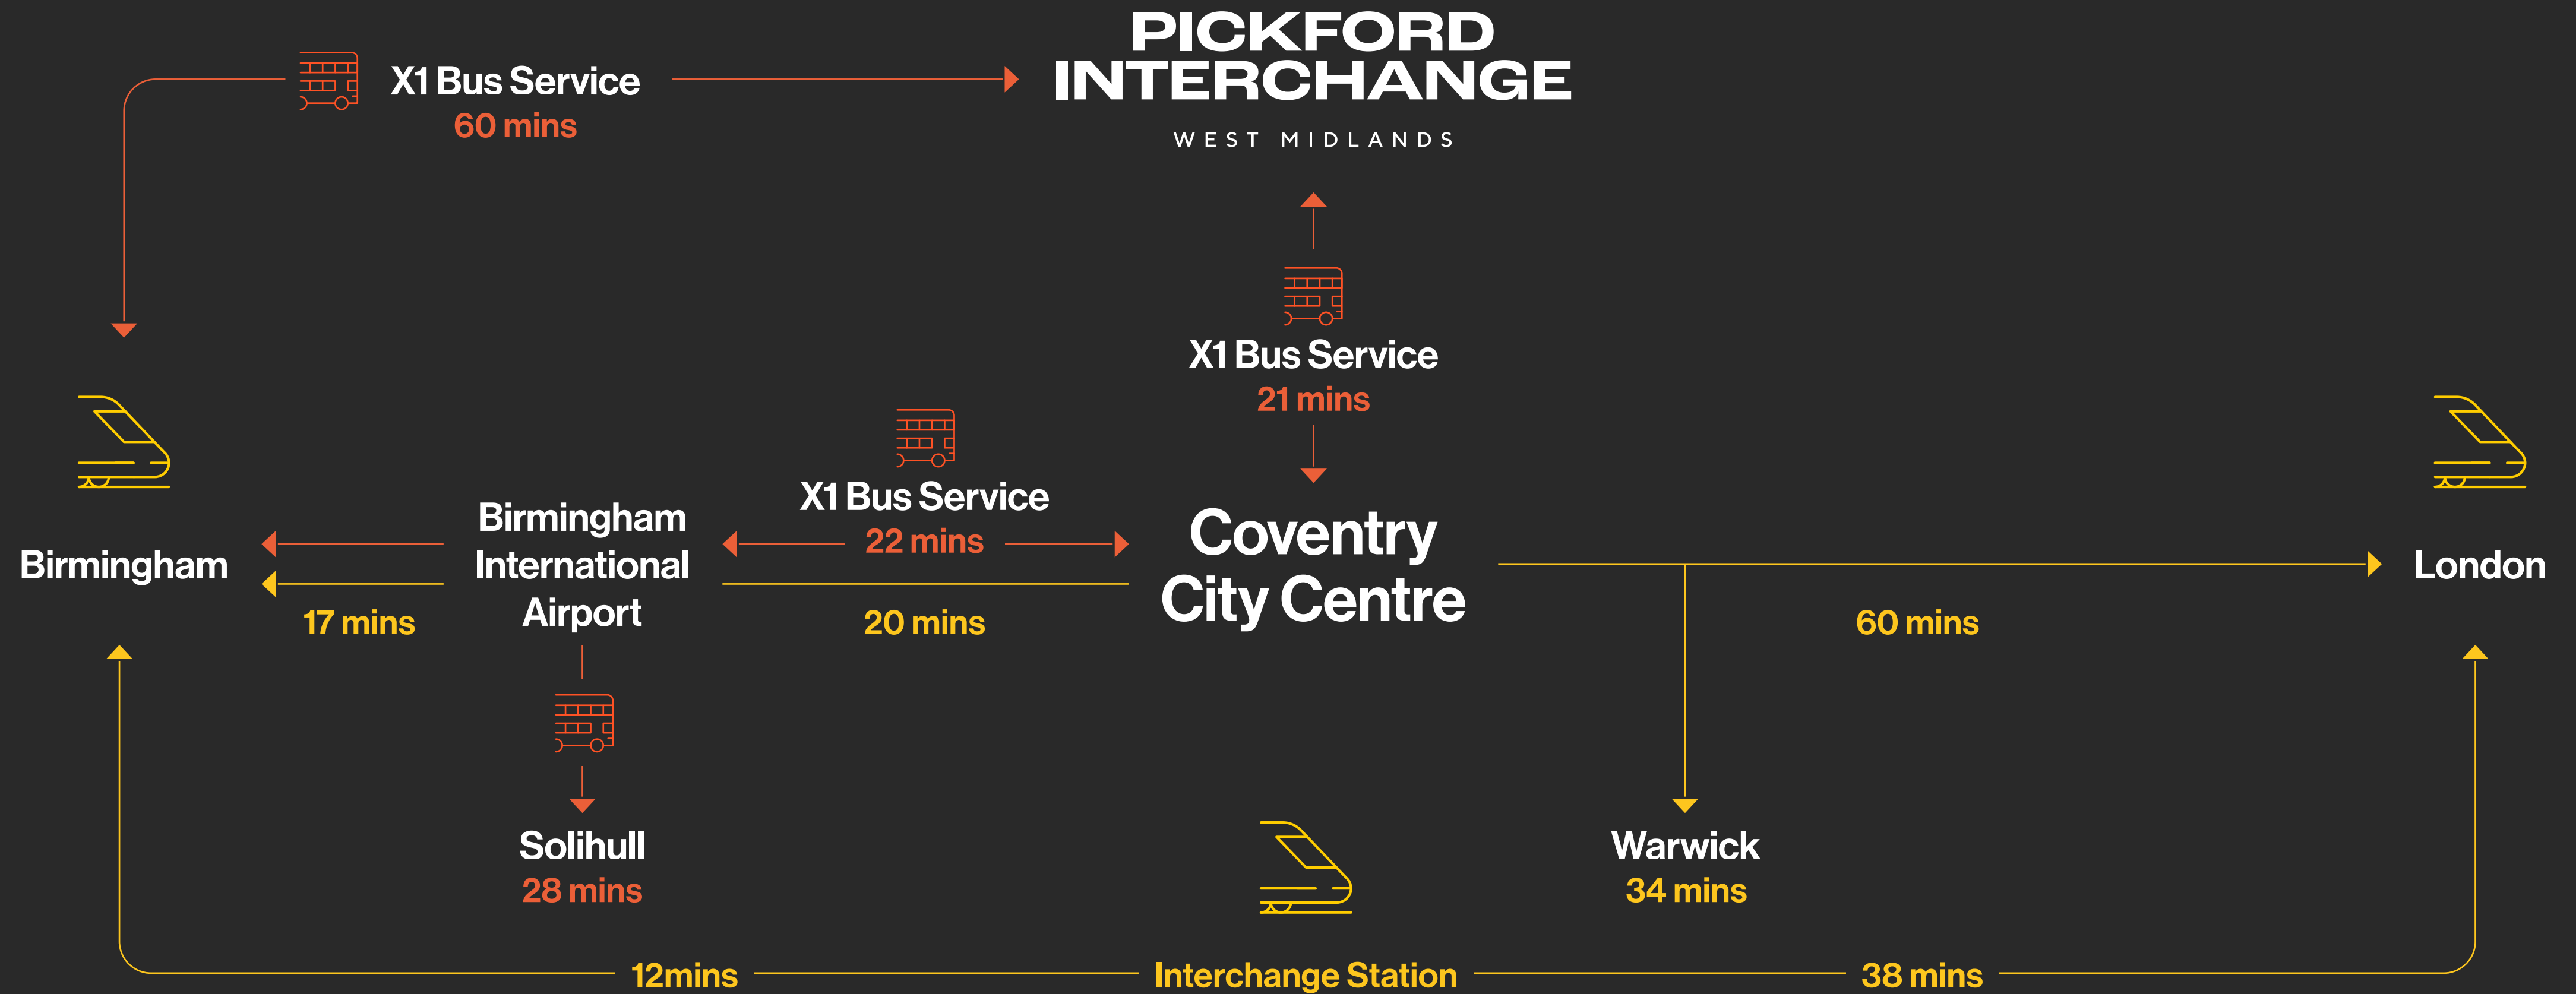 PICKFORD
INTERCHANGE
WEST MIDLANDS
X1 Bus Service
60 mins
X1 Bus Service
21 mins
X1 Bus Service
22 mins
Birmingham
17 mins
Birmingham
International
Airport
20 mins
Coventry
City Centre
60 mins
London
Solihull
28 mins
Warwick
34 mins
12mins
Interchange Station
38 mins